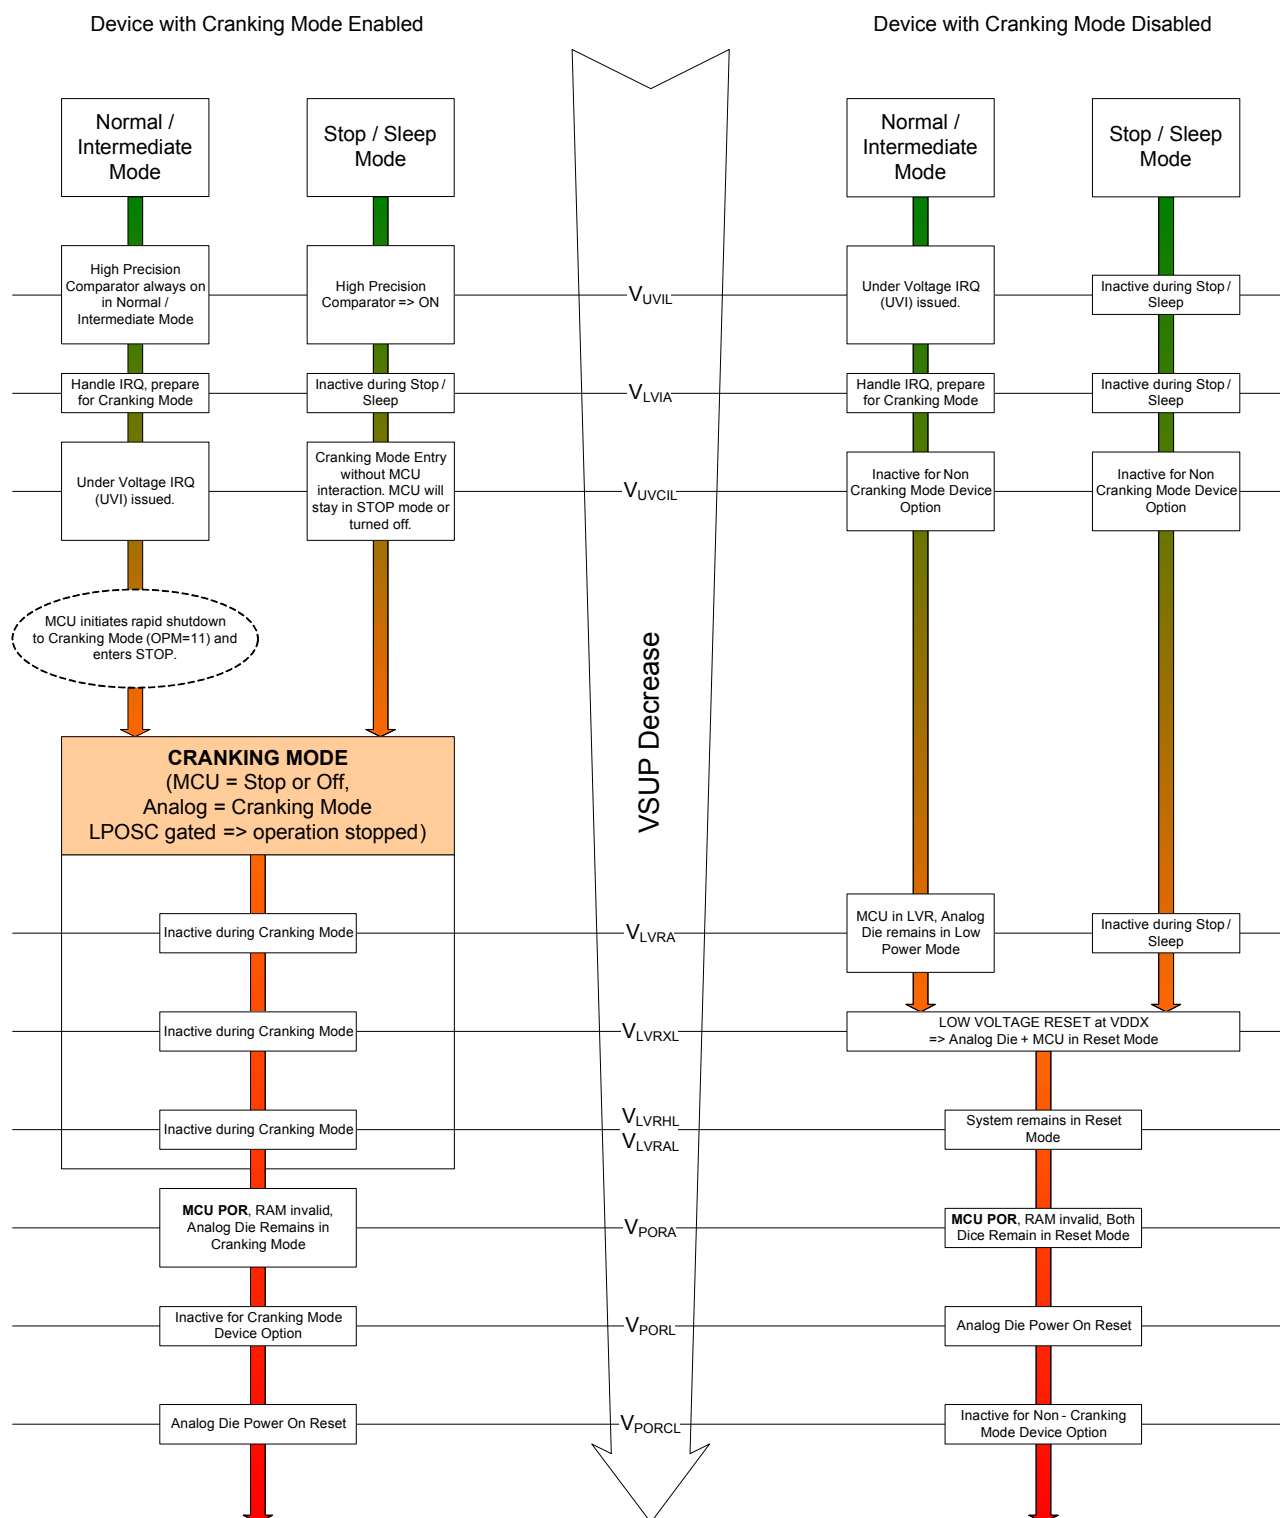 Device with Cranking Mode Enabled
Device with Cranking Mode Disabled
Normal /
Intermediate
Mode
Stop / Sleep
Mode
Normal /
Intermediate
Mode
Stop / Sleep
Mode
High Precision
Comparator always on
in Normal /
Intermediate Mode
High Precision
Comparator => ON
VUVIL
Under Voltage IRQ
(UVI) issued.
Inactive during Stop /
Sleep
Handle IRQ, prepare
for Cranking Mode
Inactive during Stop /
Sleep
VLVIA
Handle IRQ, prepare
for Cranking Mode
Inactive during Stop /
Sleep
Under Voltage IRQ
(UVI) issued.
Cranking Mode Entry
without MCU
interaction. MCU will
stay in STOP mode or
turned off.
VUVCIL
Inactive for Non
Cranking Mode Device
Option
Inactive for Non
Cranking Mode Device
Option
MCU initiates rapid shutdown
to Cranking Mode (OPM=11) and
enters STOP.
VSUP Decrease
CRANKING MODE
(MCU = Stop or Off,
Analog = Cranking Mode
LPOSC gated => operation stopped)
Inactive during Cranking Mode
VLVRA
MCU in LVR, Analog
Die remains in Low
Power Mode
Inactive during Stop /
Sleep
Inactive during Cranking Mode
VLVRXL
LOW VOLTAGE RESET at VDDX
=> Analog Die + MCU in Reset Mode
Inactive during Cranking Mode
VLVRHL
VLVRAL
System remains in Reset
Mode
MCU POR, RAM invalid,
Analog Die Remains in
Cranking Mode
VPORA
MCU POR, RAM invalid, Both
Dice Remain in Reset Mode
Inactive for Cranking Mode
Device Option
VPORL
Analog Die Power On Reset
Analog Die Power On Reset
VPORCL
Inactive for Non - Cranking
Mode Device Option